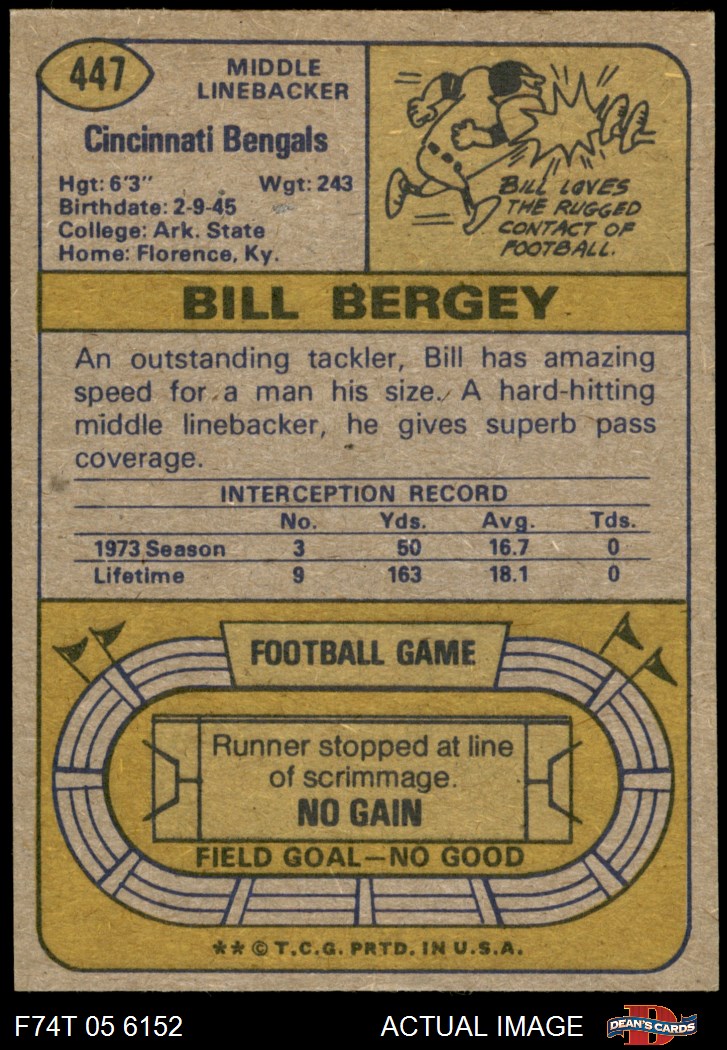 447
MIDDLE
LINEBACKER
Cincinnati Bengals
Hgt: 6'3" Wgt: 243
Birthdate: 2-9-45
College: Ark. State
Home: Florence, Ky.
BILL LOVES
THE RUGGED
CONTACT OF
FOOTBALL.
BILL BERGEY
An outstanding tackler, Bill has amazing
speed for a man his size. A hard-hitting
middle linebacker, he gives superb pass
coverage.
INTERCEPTION RECORD
No. Yds. Avg. Tds.
1973 Season 3 50 16.7 0
Lifetime 9 163 18.1 0
FOOTBALL GAME
Runner stopped at line
of scrimmage.
NO GAIN
FIELD GOAL—NO GOOD
** © T.C.G. PRTD. IN U.S.A.
F74T 05 6152 ACTUAL IMAGE
D
DEAN'S CARDS